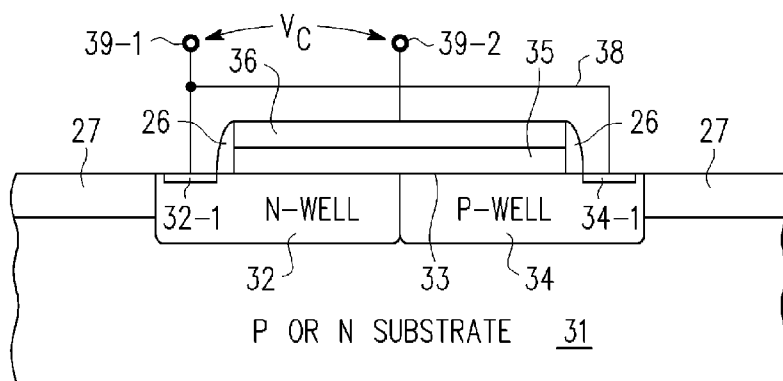 39-1 V_C 39-2
36 35 38
27 26 26 27
32-1 N-WELL P-WELL 34-1
32 33 34
P OR N SUBSTRATE 31